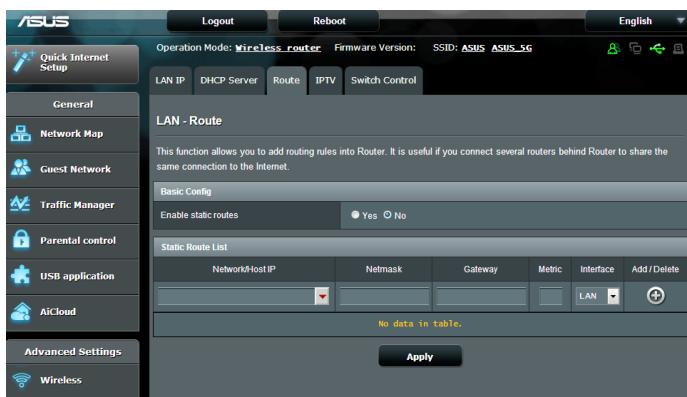 ASUS
Logout
Reboot
English
Quick Internet Setup
Operation Mode: Wireless router Firmware Version: SSID: ASUS ASUS_5G
LAN IP
DHCP Server
Route
IPTV
Switch Control
General
Network Map
Guest Network
Traffic Manager
Parental control
USB application
AiCloud
Advanced Settings
Wireless
LAN - Route
This function allows you to add routing rules into Router. It is useful if you connect several routers behind Router to share the
same connection to the Internet.
Basic Config
Enable static routes
Yes No
Static Route List
Network/Host IP Netmask Gateway Metric Interface Add / Delete
LAN
No data in table.
Apply